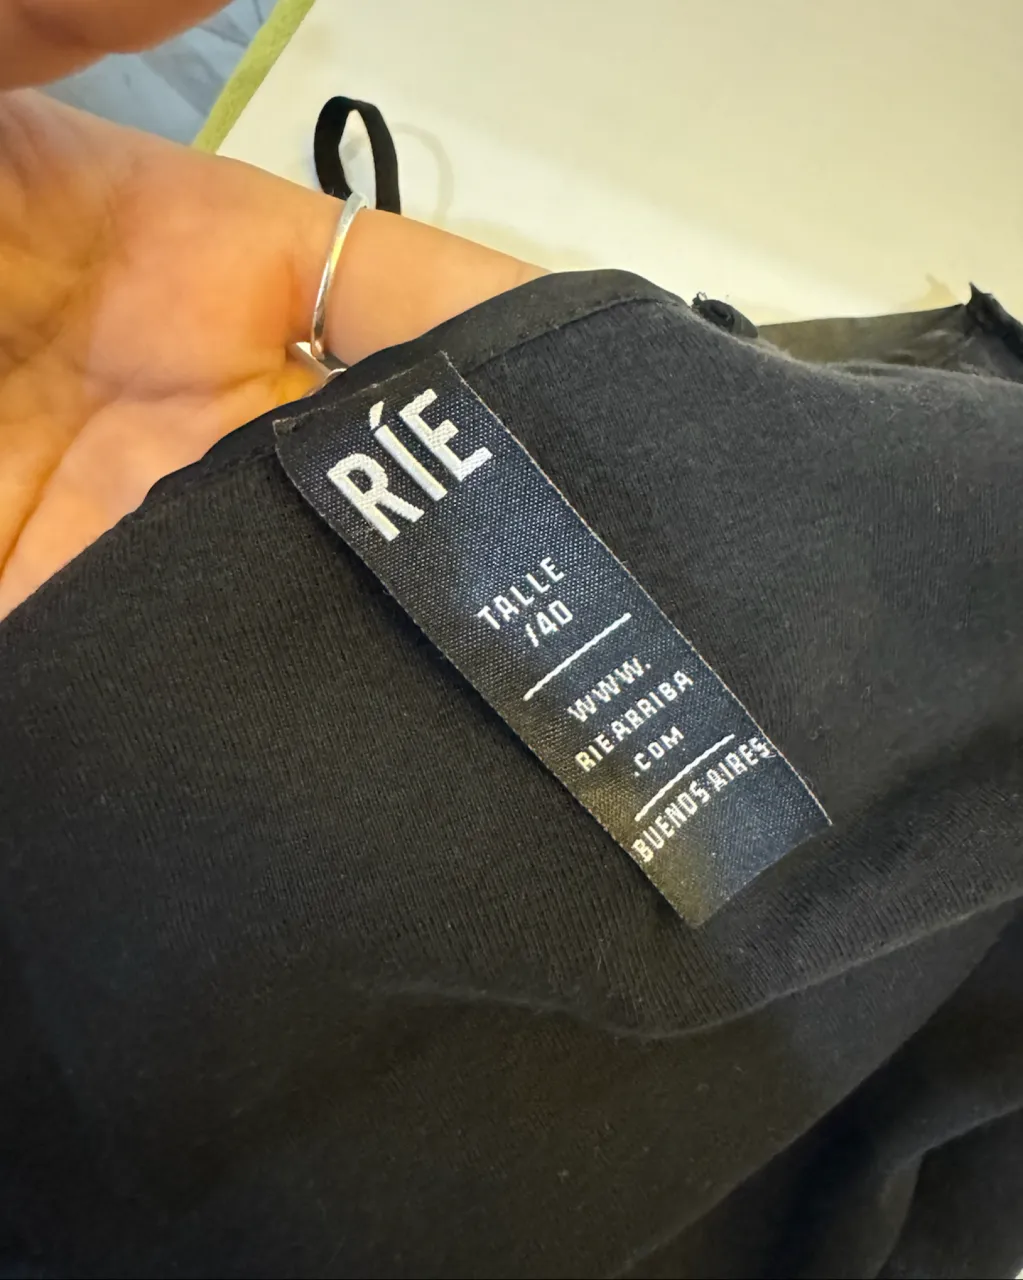 RÍE
TALLE
/40
WWW.
RIEARRIBA
.COM
BUENOS AIRES